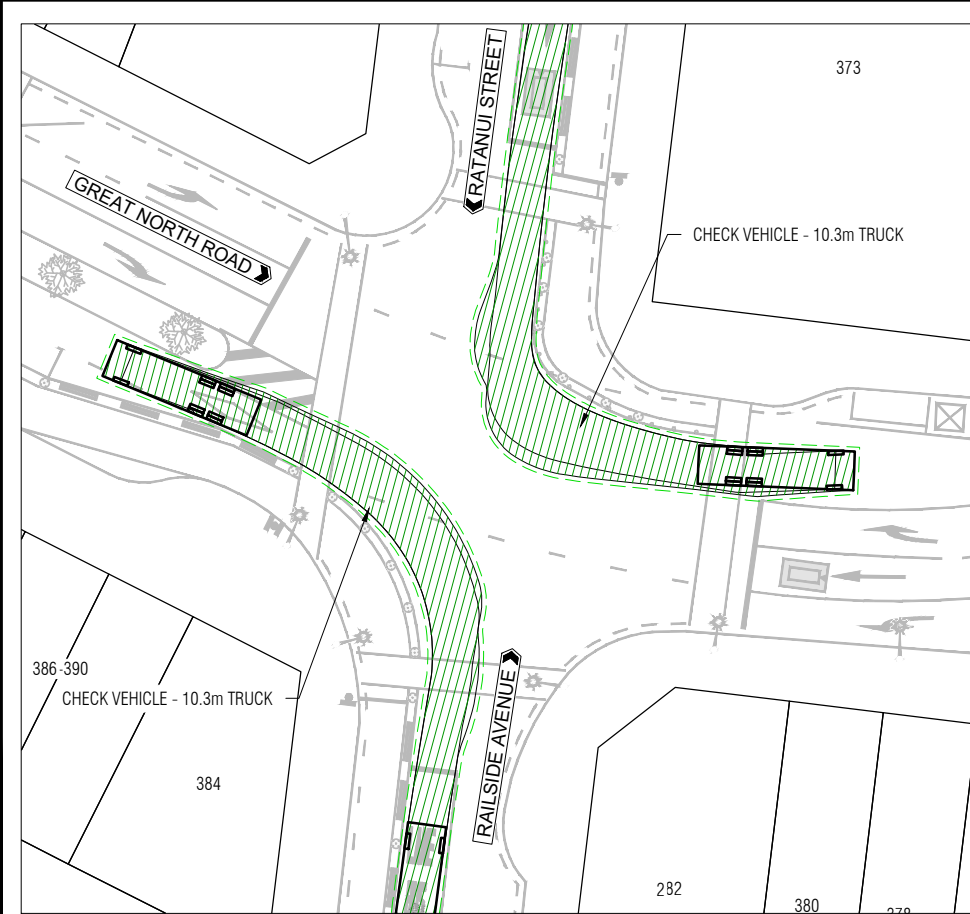 373
RATANUI STREET
GREAT NORTH ROAD
CHECK VEHICLE - 10.3m TRUCK
386-390
CHECK VEHICLE - 10.3m TRUCK
384
RAILSIDE AVENUE
282
380
378